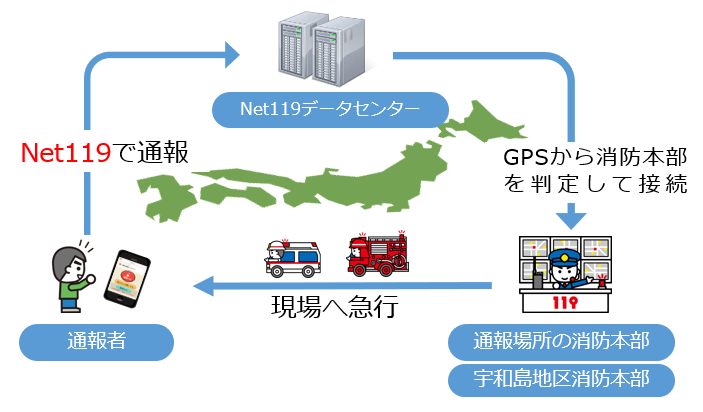 Net119データセンター
Net119で通報
GPSから消防本部
を判定して接続
119
現場へ急行
通報者
通報場所の消防本部
宇和島地区消防本部